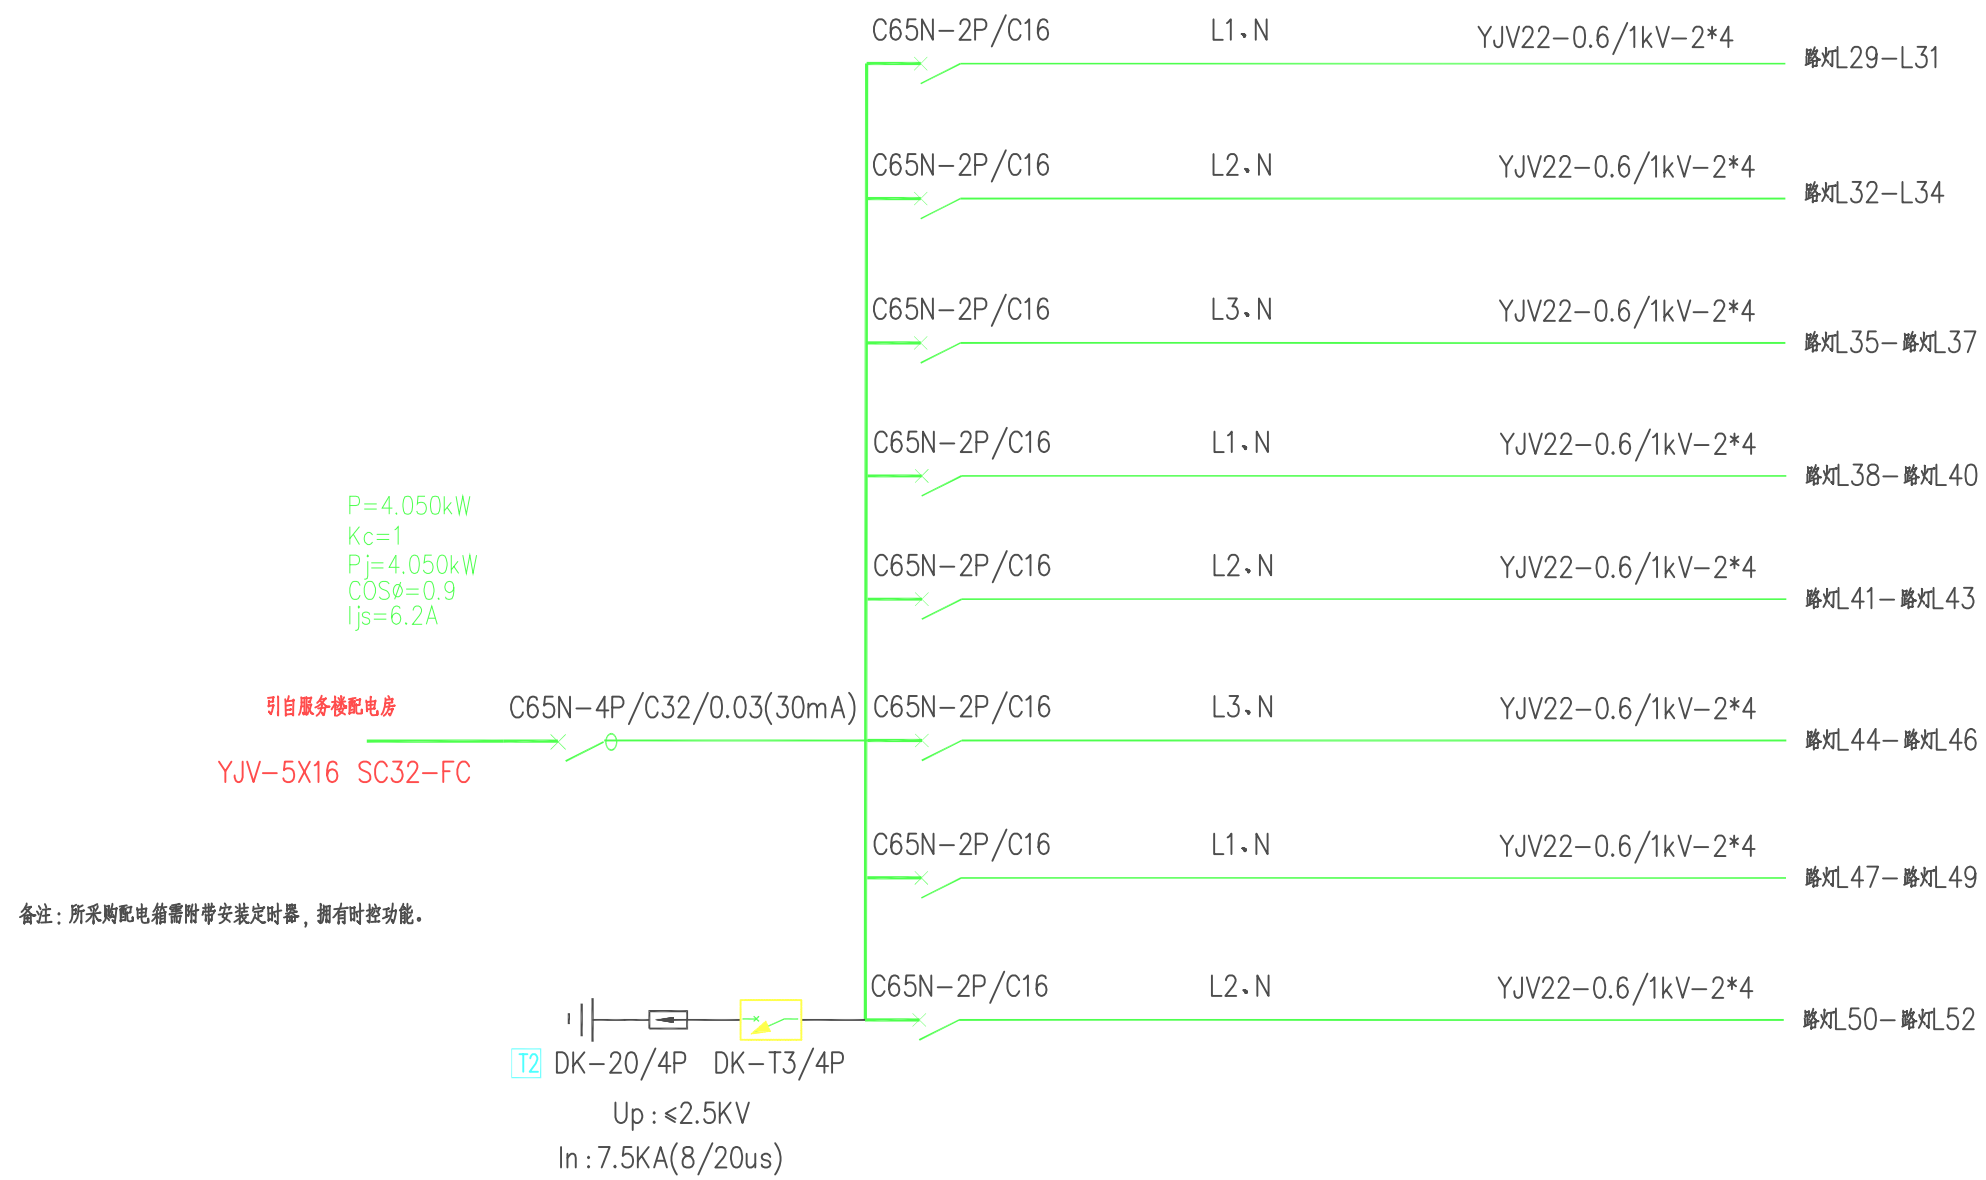 C65N-2P/C16 L1、N YJV22-0.6/1kV-2*4 路灯L29-L31
C65N-2P/C16 L2、N YJV22-0.6/1kV-2*4 路灯L32-L34
C65N-2P/C16 L3、N YJV22-0.6/1kV-2*4 路灯L35-路灯L37
C65N-2P/C16 L1、N YJV22-0.6/1kV-2*4 路灯L38-路灯L40
P=4.050kW
Kc=1
Pj=4.050kW
COSø=0.9
Ijs=6.2A
C65N-2P/C16 L2、N YJV22-0.6/1kV-2*4 路灯L41-路灯L43
引自服务楼配电房 C65N-4P/C32/0.03(30mA) C65N-2P/C16 L3、N YJV22-0.6/1kV-2*4 路灯L44-路灯L46
YJV-5X16 SC32-FC
C65N-2P/C16 L1、N YJV22-0.6/1kV-2*4 路灯L47-路灯L49
备注：所采购配电箱需附带安装定时器，拥有时控功能。
C65N-2P/C16 L2、N YJV22-0.6/1kV-2*4 路灯L50-路灯L52
T2 DK-20/4P DK-T3/4P
Up:≤2.5KV
In:7.5KA(8/20us)